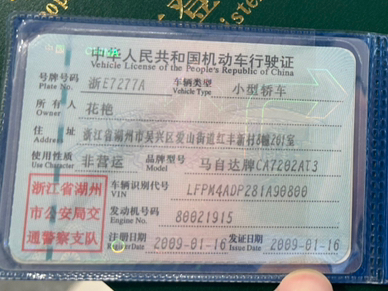 中华人民共和国机动车行驶证
Vehicle License of the People's Republic of China
号牌号码 浙E7277A 车辆类型 小型轿车
Plate No. Vehicle Type
所有人 花艳
Owner
住址 浙江省湖州市吴兴区爱山街道红丰新村8幢201室
Address
使用性质 非营运 品牌型号 马自达牌CA7202AT3
Use Character Model
浙江省湖州
市公安局交
通警察支队
车辆识别代号 LFPM4ADP281A90800
VIN
发动机号码 80021915
Engine No.
注册日期 2009-01-16 发证日期 2009-01-16
Register Date Issue Date